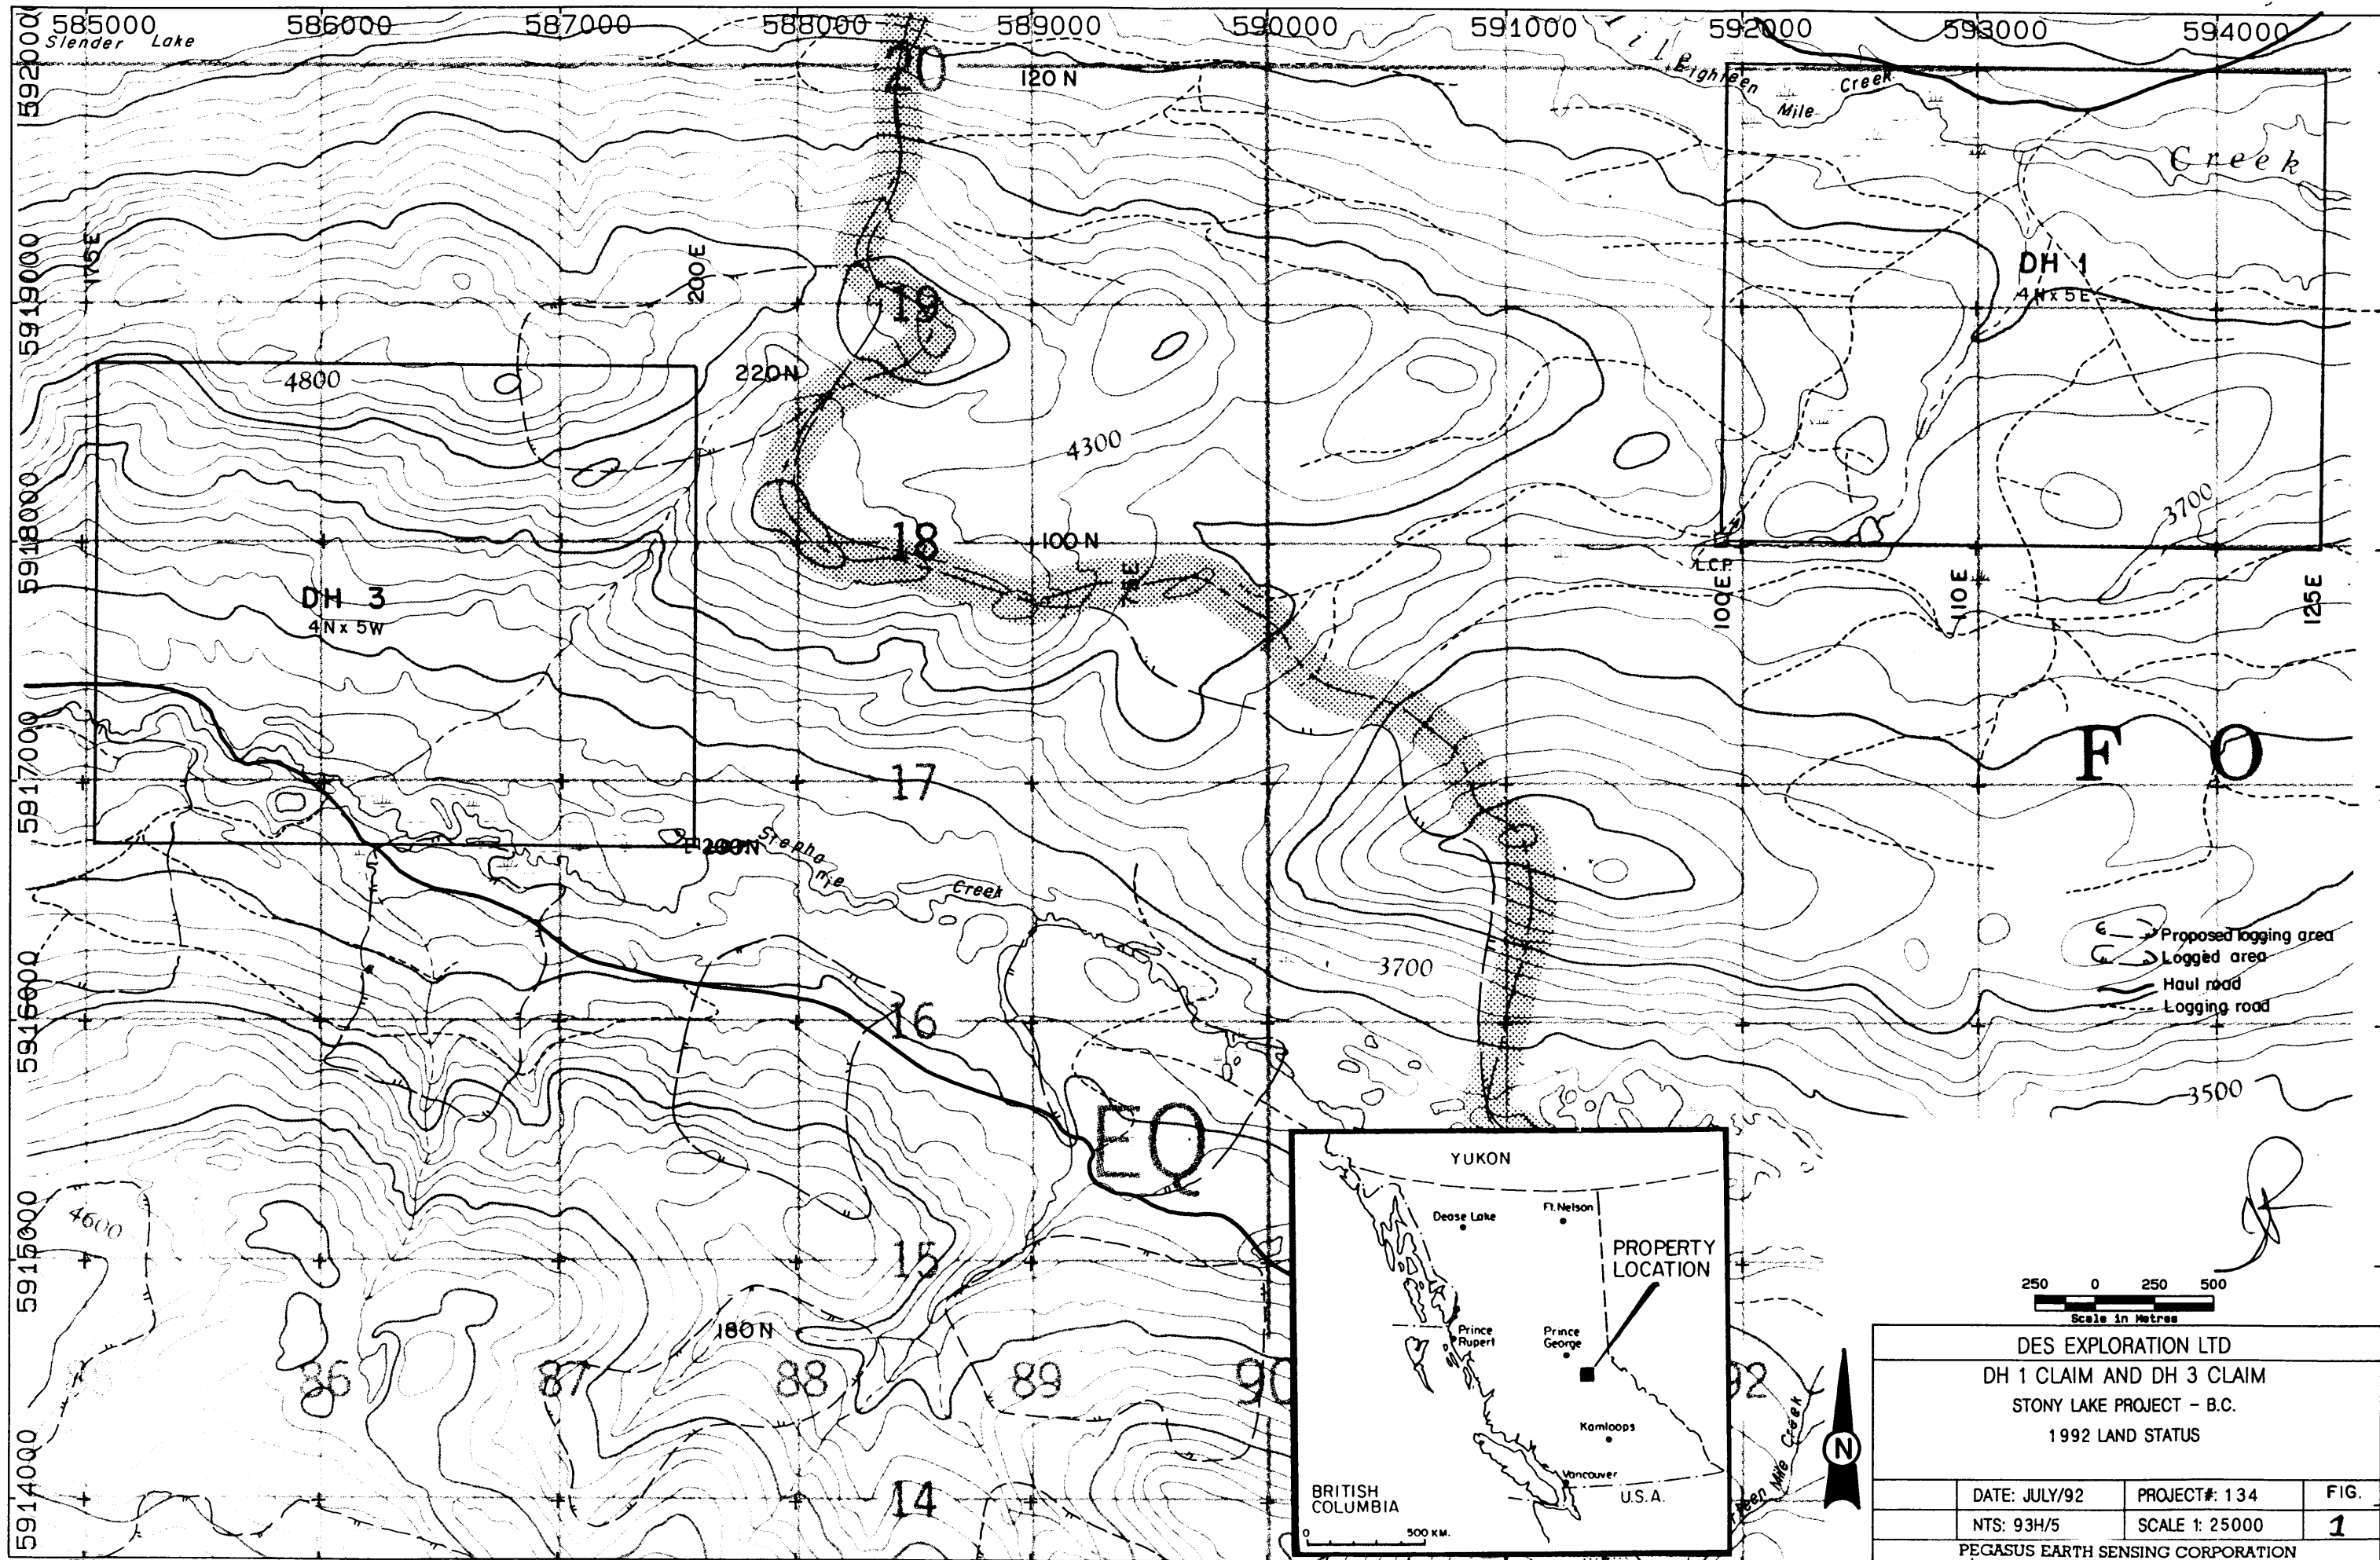 585000 586000 587000 588000 589000 590000 591000 592000 593000 594000
Slender Lake
5920000
20
120 N
Eighteen Mile Creek
Creek
175E
200E
5919000
19
DH 1
4N x 5E
4800
220N
4300
3700
5918000
18
100 N
75E
L.C.P.
100E
110E
125E
DH 3
4N x 5W
5917000
17
F O
200N
Stephanie Creek
Proposed logging area
Logged area
Haul road
Logging road
3700
5916000
16
3500
EQ
4600
5915000
15
180 N
86 87 88 89 90 92
5914000
14
Mile Creek
YUKON
Dease Lake
Ft. Nelson
PROPERTY
LOCATION
Prince
Rupert
Prince
George
Kamloops
Vancouver
U.S.A.
BRITISH
COLUMBIA
0 500 KM.
N
250 0 250 500
Scale in Metres
DES EXPLORATION LTD
DH 1 CLAIM AND DH 3 CLAIM
STONY LAKE PROJECT - B.C.
1992 LAND STATUS
DATE: JULY/92 PROJECT#: 134 FIG.
NTS: 93H/5 SCALE 1: 25000 1
PEGASUS EARTH SENSING CORPORATION